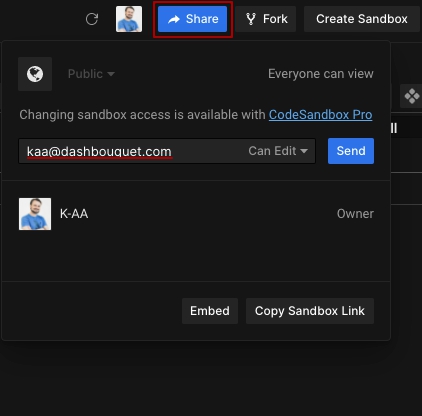 Share Fork Create Sandbox
Public Everyone can view
Changing sandbox access is available with CodeSandbox Pro
kaa@dashbouquet.com Can Edit Send
K-AA Owner
Embed Copy Sandbox Link